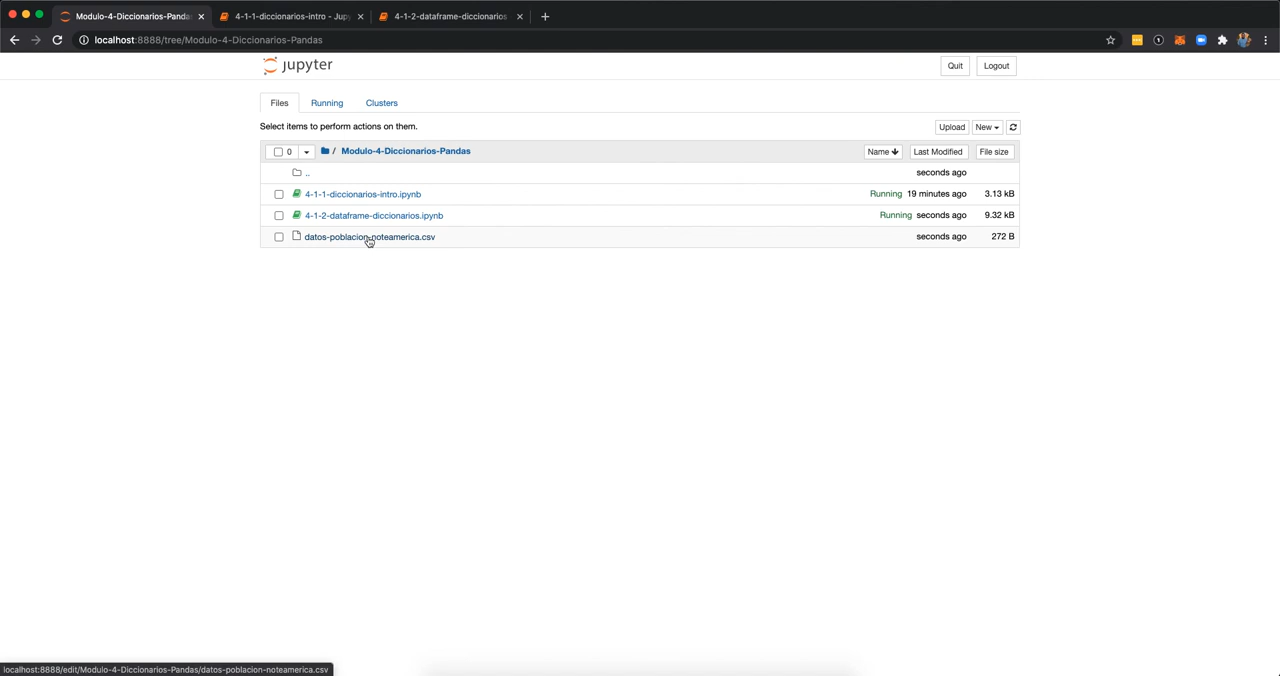 Modulo-4-Diccionarios-Pandas
4-1-1-diccionarios-intro - Jupy
4-1-2-dataframe-diccionarios
localhost:8888/tree/Modulo-4-Diccionarios-Pandas
jupyter
Quit
Logout
Files
Running
Clusters
Select items to perform actions on them.
Upload
New
0
/ Modulo-4-Diccionarios-Pandas
Name
Last Modified
File size
..
seconds ago
4-1-1-diccionarios-intro.ipynb
Running 19 minutes ago 3.13 kB
4-1-2-dataframe-diccionarios.ipynb
Running seconds ago 9.32 kB
datos-poblacion-noteamerica.csv
seconds ago 272 B
localhost:8888/edit/Modulo-4-Diccionarios-Pandas/datos-poblacion-noteamerica.csv